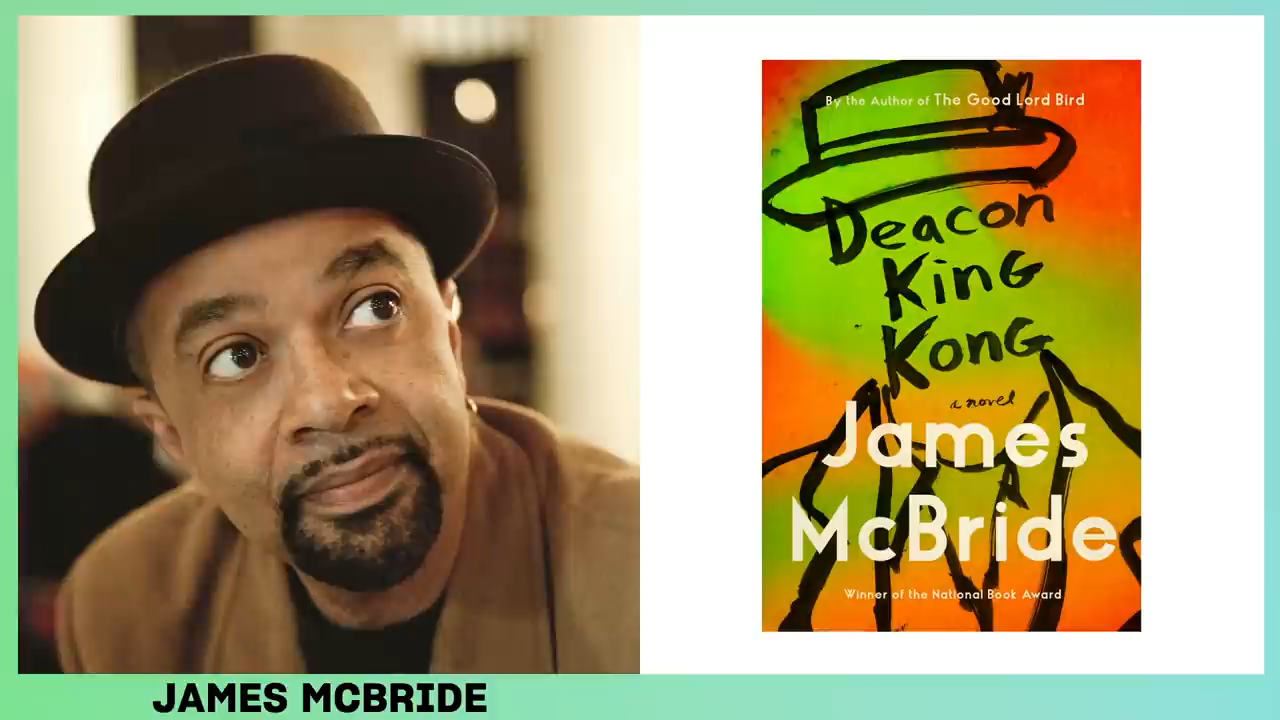 By the Author of The Good Lord Bird
Deacon
King
Kong
a novel
James
McBride
Winner of the National Book Award
JAMES MCBRIDE